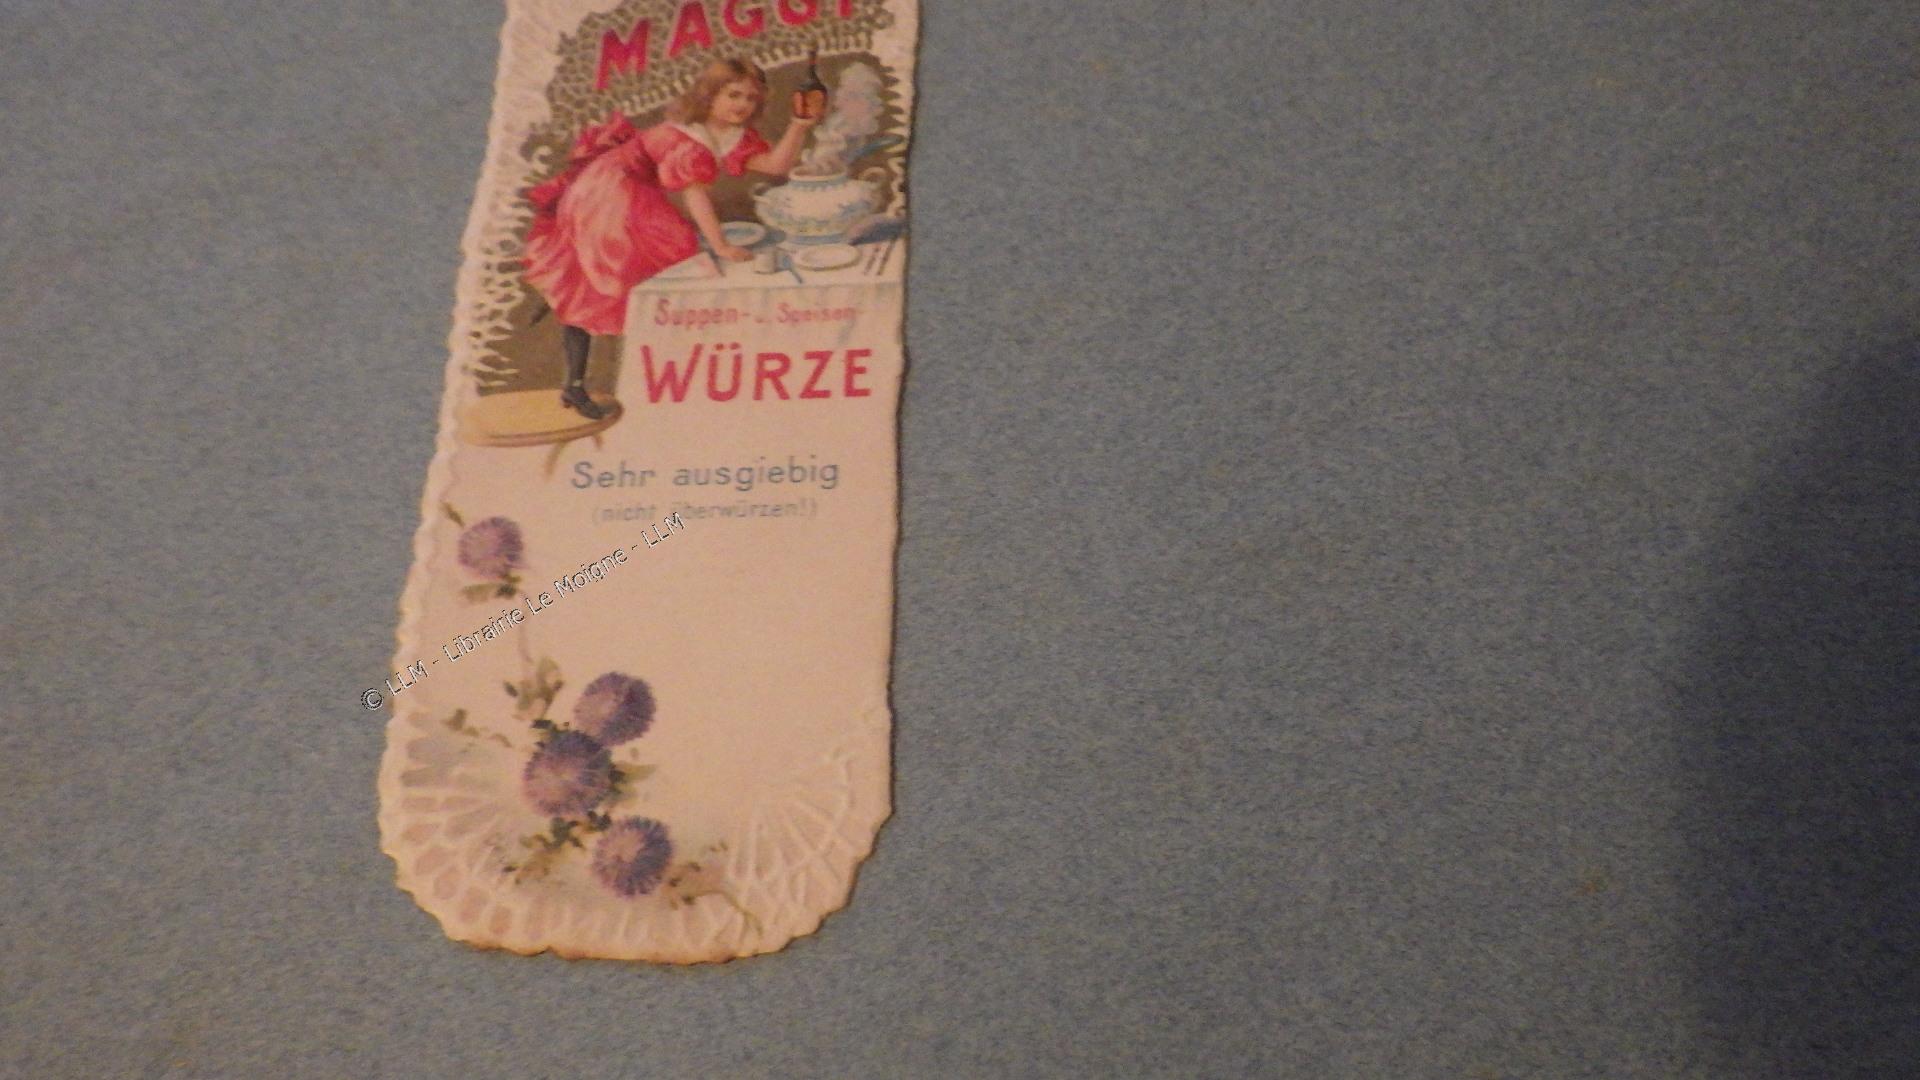 MAGGI
Suppen- u. Speisen-
WÜRZE
Sehr ausgiebig
(nicht überwürzen!)
© LLM - Librairie Le Moigne - LLM